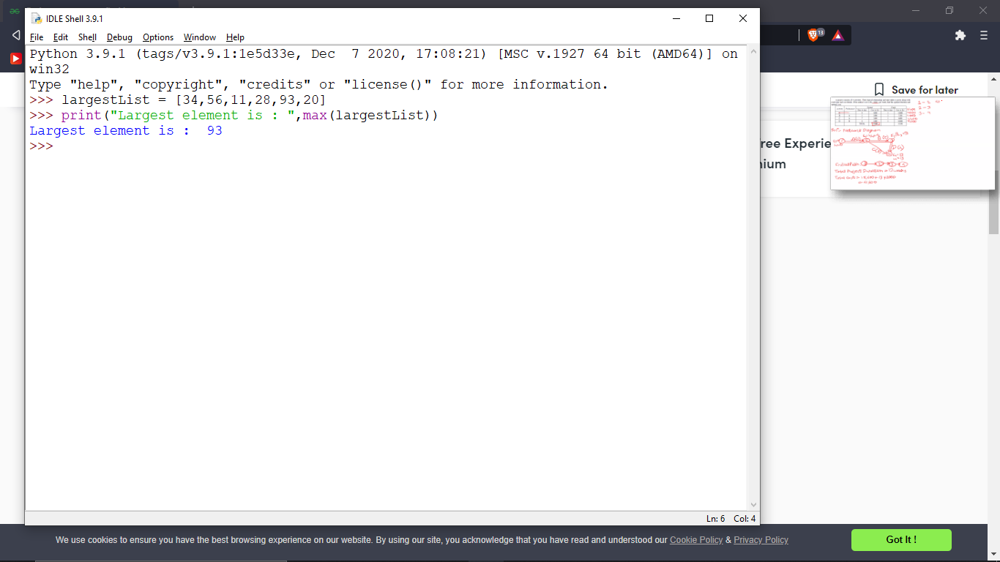 IDLE Shell 3.9.1
File Edit Shell Debug Options Window Help
Python 3.9.1 (tags/v3.9.1:1e5d33e, Dec  7 2020, 17:08:21) [MSC v.1927 64 bit (AMD64)] on
win32
Type "help", "copyright", "credits" or "license()" for more information.
>>> largestList = [34,56,11,28,93,20]
>>> print("Largest element is : ",max(largestList))
Largest element is :  93
>>>
Ln: 6 Col: 4
13
Save for later
ree Experie
nium
Network Diagram
Total Project Duration
We use cookies to ensure you have the best browsing experience on our website. By using our site, you acknowledge that you have read and understood our Cookie Policy & Privacy Policy
Got It !